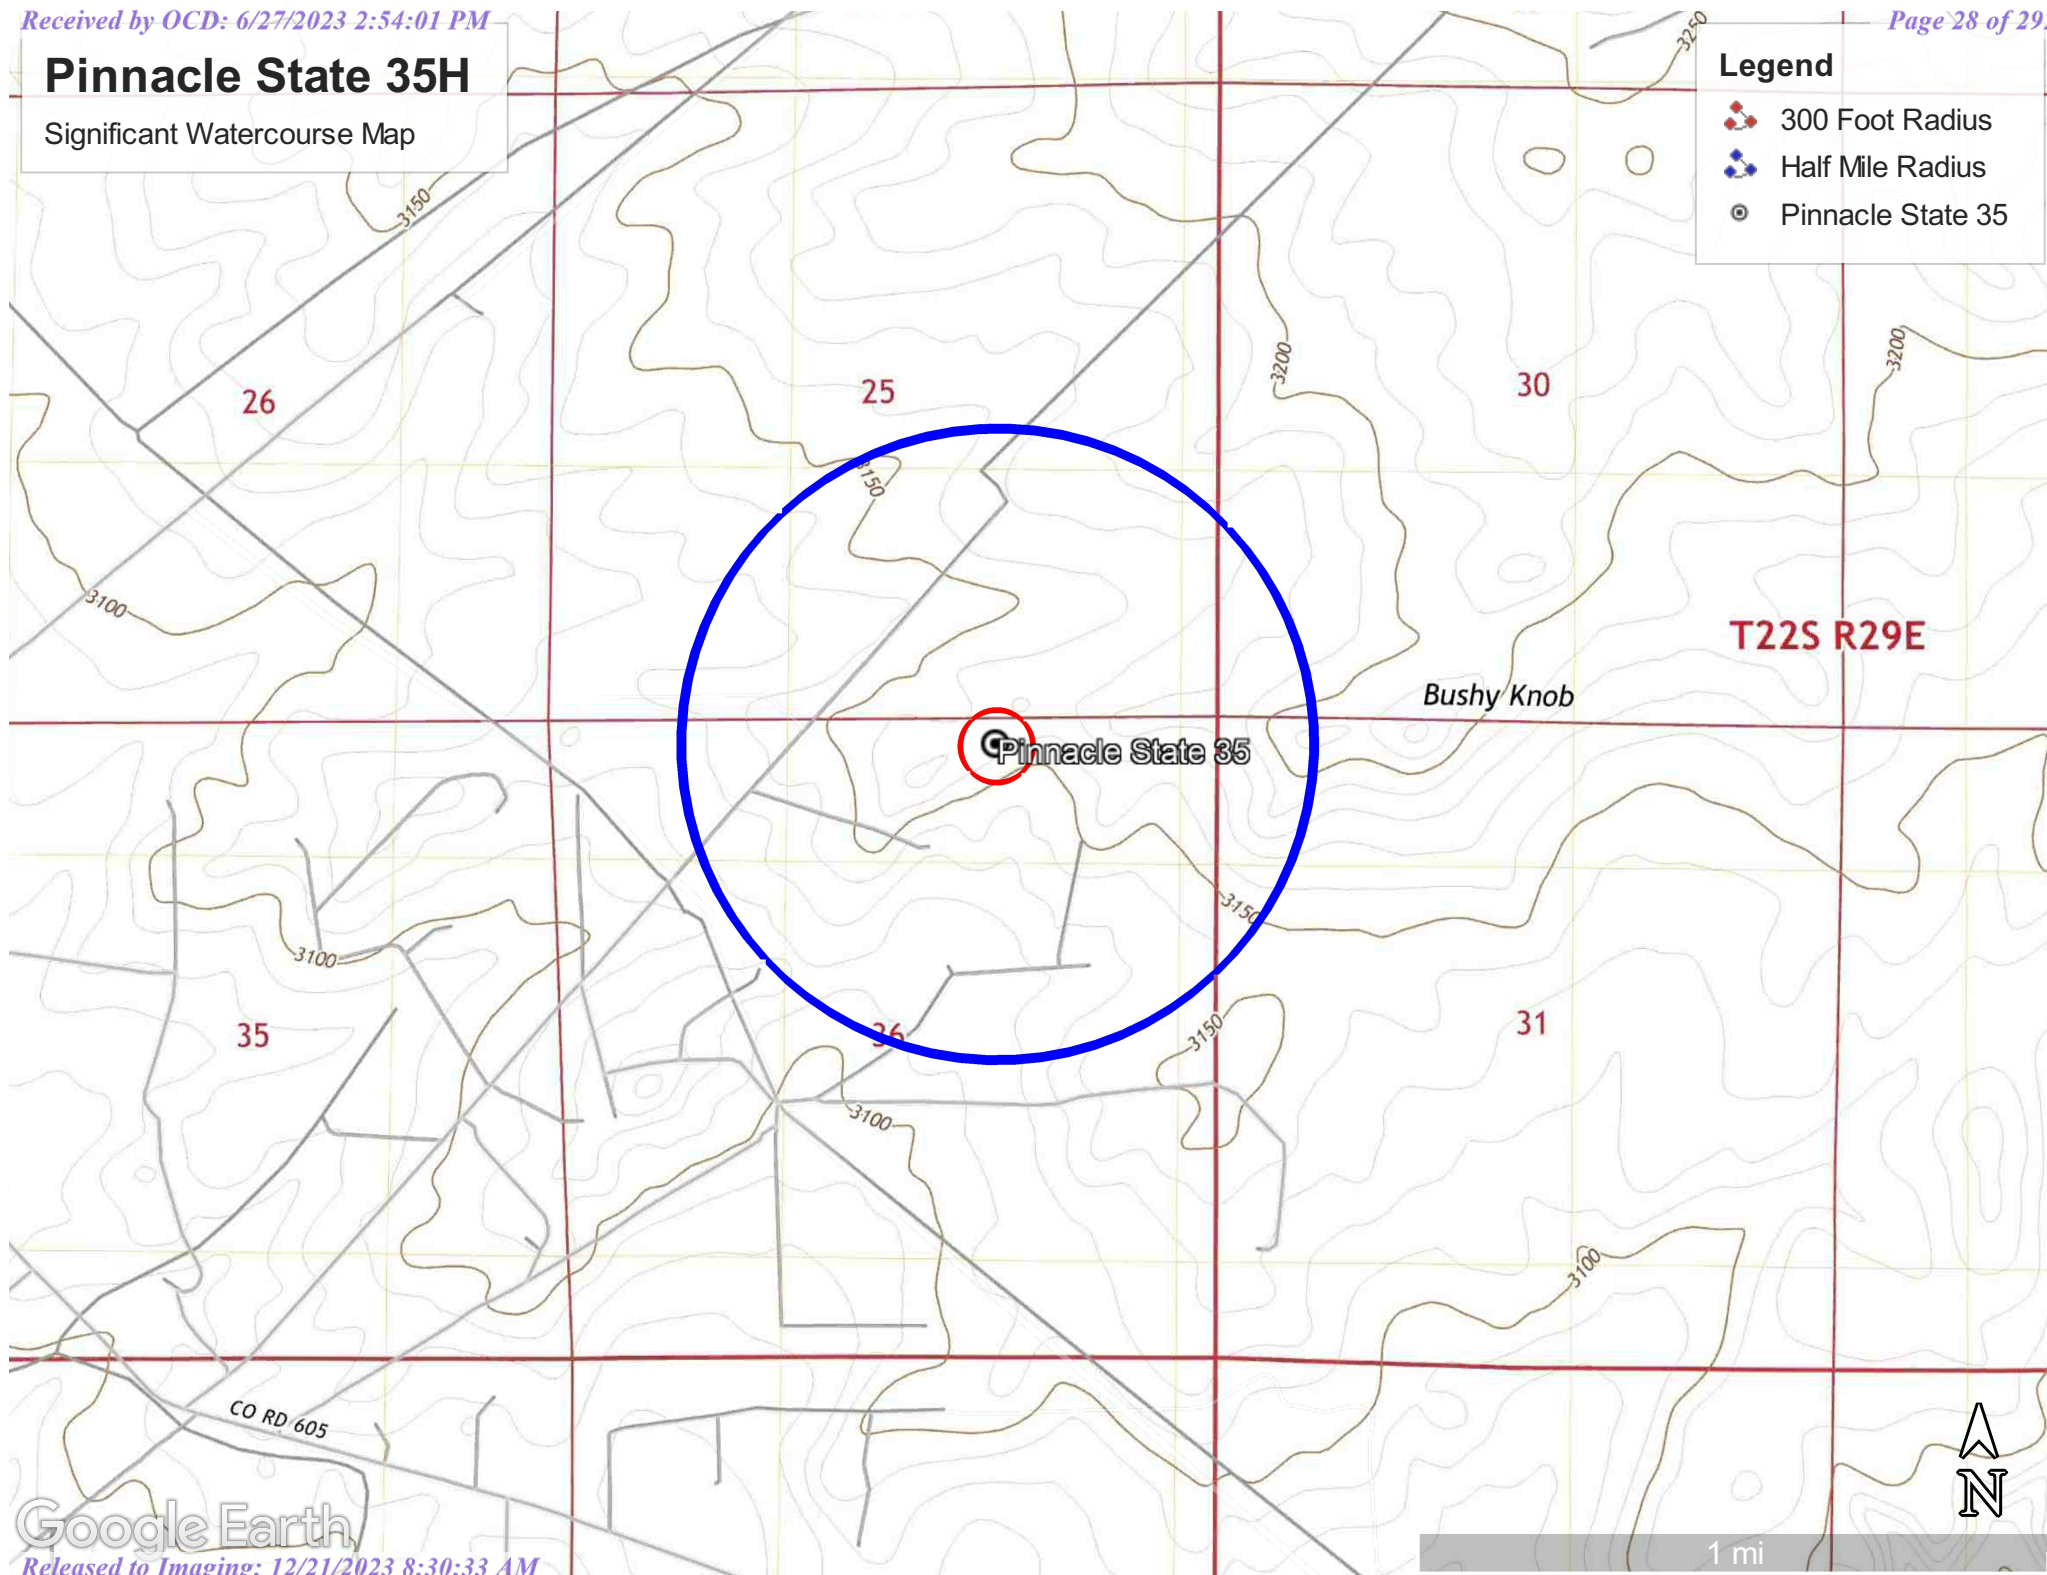 Received by OCD: 6/27/2023 2:54:01 PM
Page 28 of 29
Pinnacle State 35H
Significant Watercourse Map
Legend
300 Foot Radius
Half Mile Radius
Pinnacle State 35
3250
3150
3200
3200
26
25
30
3150
3100
T22S R29E
Bushy Knob
Pinnacle State 35
3150
3100
35
36
3150
31
3100
3100
CO RD 605
N
Google Earth
1 mi
Released to Imaging: 12/21/2023 8:30:33 AM